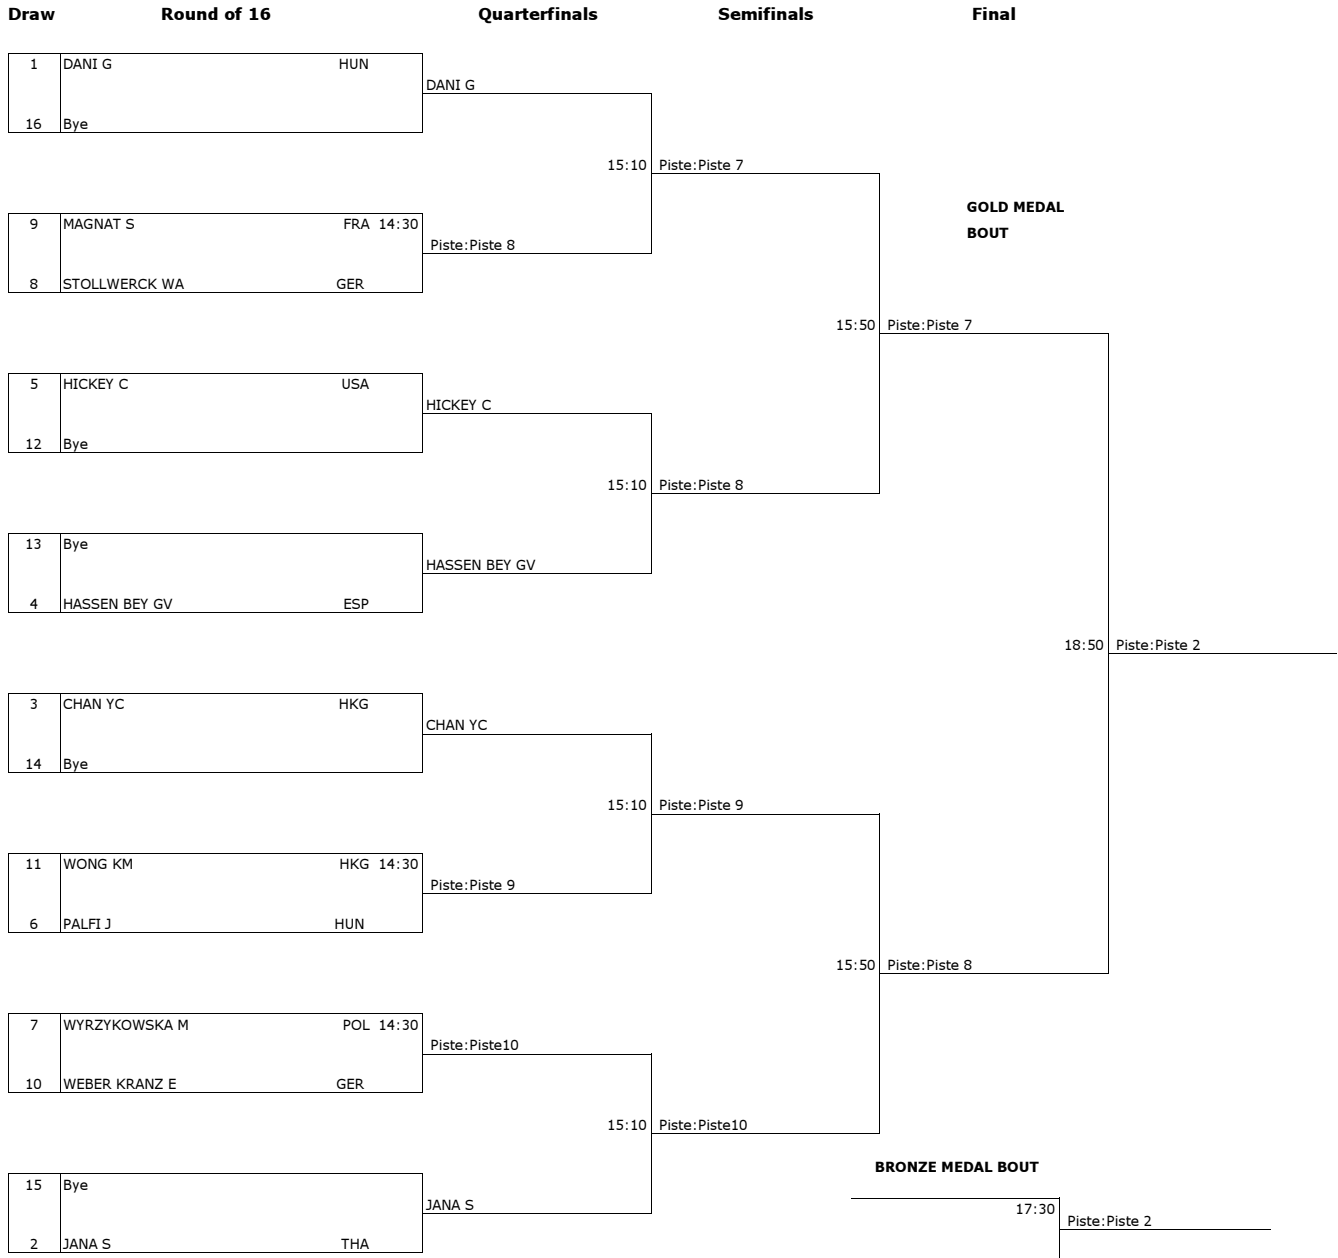 Draw Round of 16 Quarterfinals Semifinals Final
1 DANI G HUN
DANI G
16 Bye
15:10 Piste:Piste 7
GOLD MEDAL
BOUT
9 MAGNAT S FRA 14:30
Piste:Piste 8
8 STOLLWERCK WA GER
15:50 Piste:Piste 7
5 HICKEY C USA
HICKEY C
12 Bye
15:10 Piste:Piste 8
13 Bye
HASSEN BEY GV
4 HASSEN BEY GV ESP
18:50 Piste:Piste 2
3 CHAN YC HKG
CHAN YC
14 Bye
15:10 Piste:Piste 9
11 WONG KM HKG 14:30
Piste:Piste 9
6 PALFI J HUN
15:50 Piste:Piste 8
7 WYRZYKOWSKA M POL 14:30
Piste:Piste10
10 WEBER KRANZ E GER
15:10 Piste:Piste10
BRONZE MEDAL BOUT
15 Bye
JANA S
17:30 Piste:Piste 2
2 JANA S THA